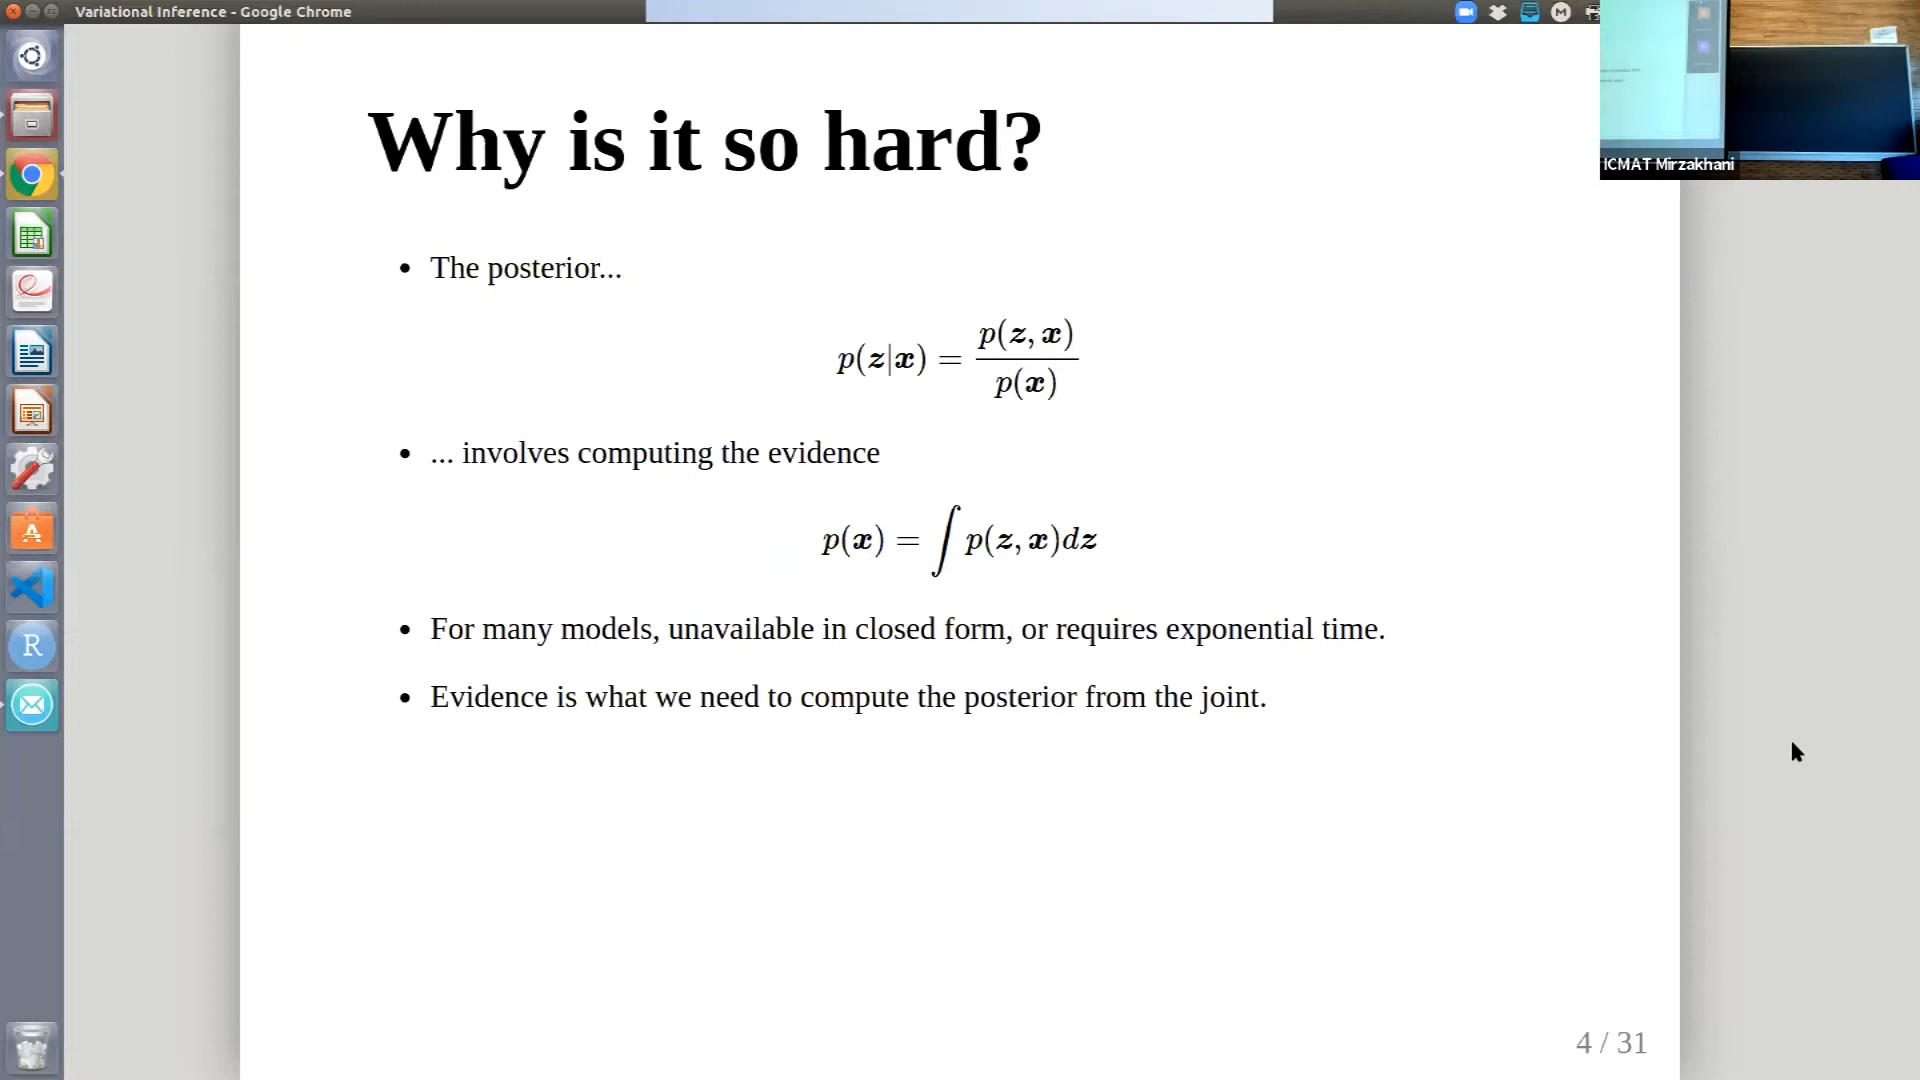 Variational Inference - Google Chrome
ICMAT Mirzakhani
Why is it so hard?
• The posterior...
p(z|x) = p(z, x) / p(x)
• ... involves computing the evidence
p(x) = ∫ p(z, x)dz
• For many models, unavailable in closed form, or requires exponential time.
• Evidence is what we need to compute the posterior from the joint.
4 / 31